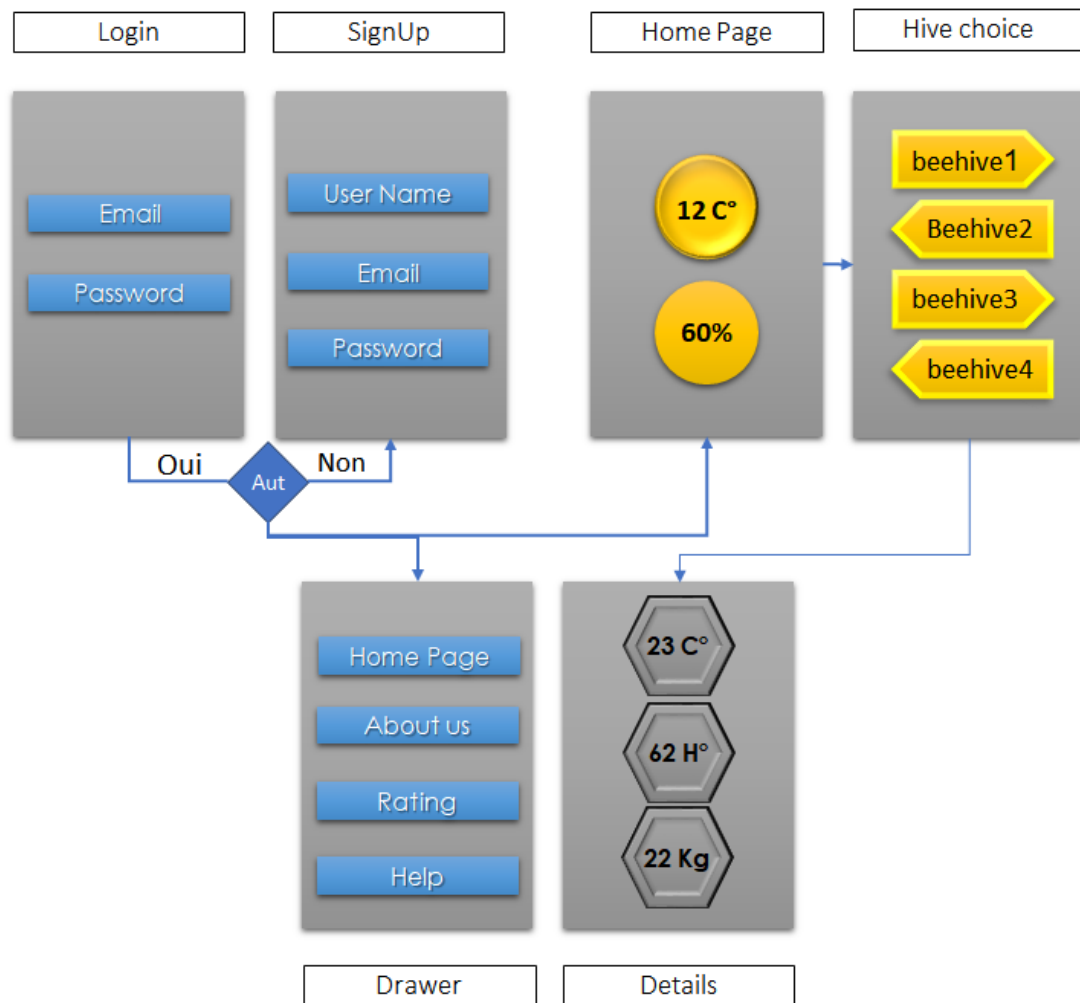 Login
SignUp
Home Page
Hive choice
Email
Password
User Name
Email
Password
12 C°
60%
beehive1
Beehive2
beehive3
beehive4
Oui
Aut
Non
Home Page
About us
Rating
Help
23 C°
62 H°
22 Kg
Drawer
Details